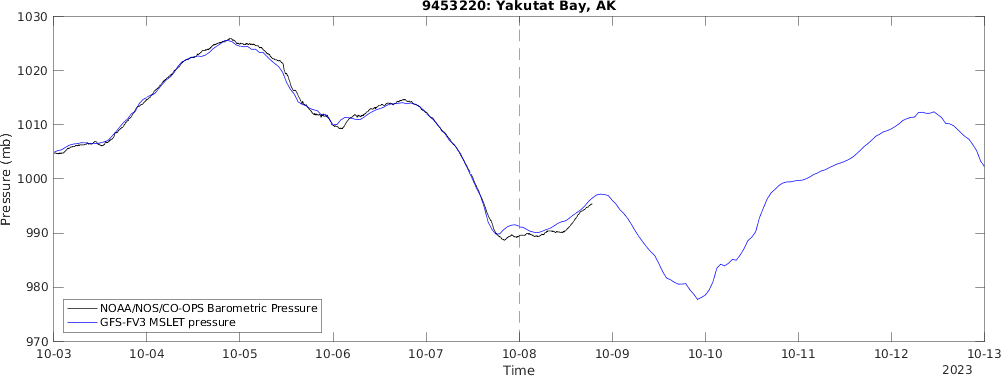 9453220: Yakutat Bay, AK
Pressure (mb)
1030
1020
1010
1000
990
980
970
NOAA/NOS/CO-OPS Barometric Pressure
GFS-FV3 MSLET pressure
10-03 10-04 10-05 10-06 10-07 10-08 10-09 10-10 10-11 10-12 10-13
Time
2023